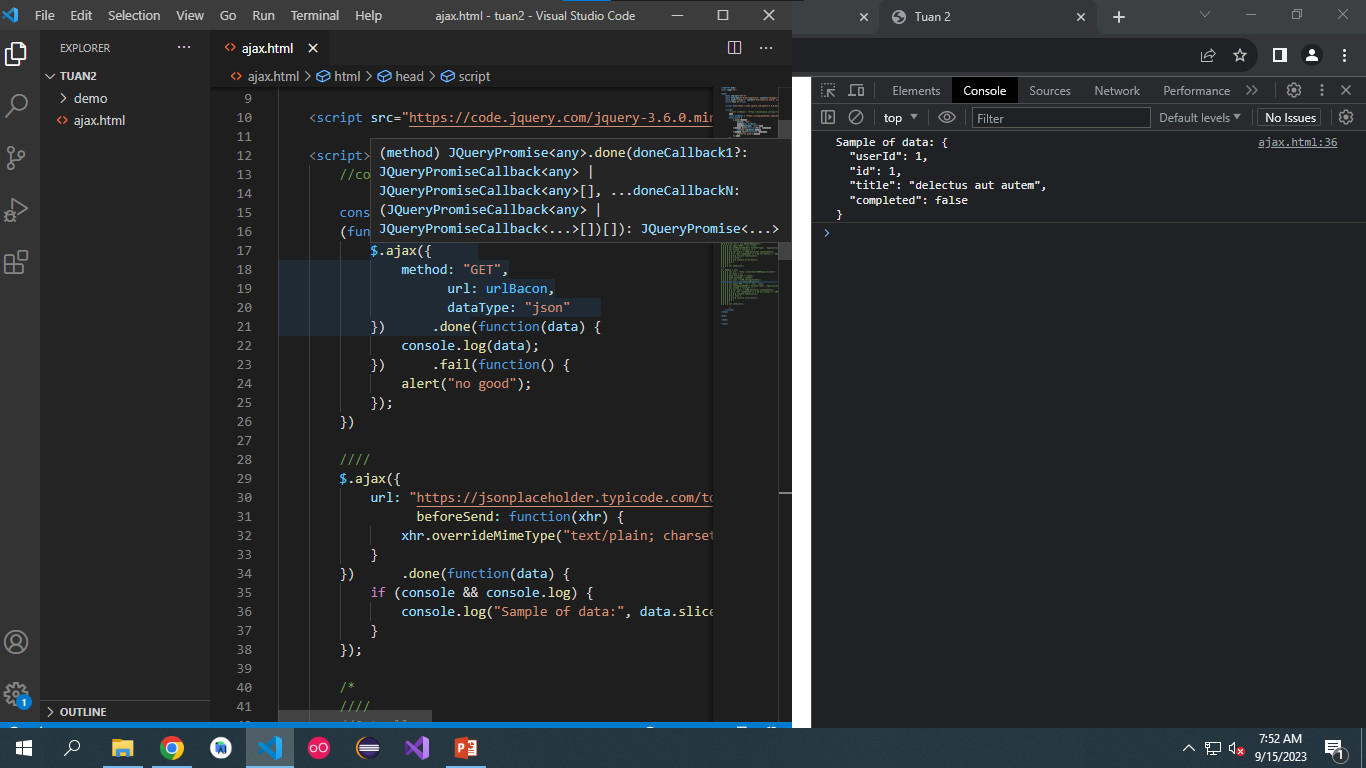 File Edit Selection View Go Run Terminal Help
ajax.html - tuan2 - Visual Studio Code
EXPLORER
TUAN2
demo
ajax.html
OUTLINE
1
ajax.html
ajax.html > html > head > script
9
10 <script src="https://code.jquery.com/jquery-3.6.0.min
11
12 <script>
13 //co
14
15 cons
16 (fun
(method) JQueryPromise<any>.done(doneCallback1?:
JQueryPromiseCallback<any> |
JQueryPromiseCallback<any>[], ...doneCallbackN:
(JQueryPromiseCallback<any> |
JQueryPromiseCallback<...>[])[]): JQueryPromise<...>
17 $.ajax({
18 method: "GET",
19 url: urlBacon,
20 dataType: "json"
21 }) .done(function(data) {
22 console.log(data);
23 }) .fail(function() {
24 alert("no good");
25 });
26 })
27
28 ////
29 $.ajax({
30 url: "https://jsonplaceholder.typicode.com/to
31 beforeSend: function(xhr) {
32 xhr.overrideMimeType("text/plain; charset
33 }
34 }) .done(function(data) {
35 if (console && console.log) {
36 console.log("Sample of data:", data.slice
37 }
38 });
39
40 /*
41 ////
Tuan 2
Elements Console Sources Network Performance
top
Filter
Default levels
No Issues
Sample of data: {
"userId": 1,
"id": 1,
"title": "delectus aut autem",
"completed": false
}
ajax.html:36
7:52 AM
9/15/2023
1